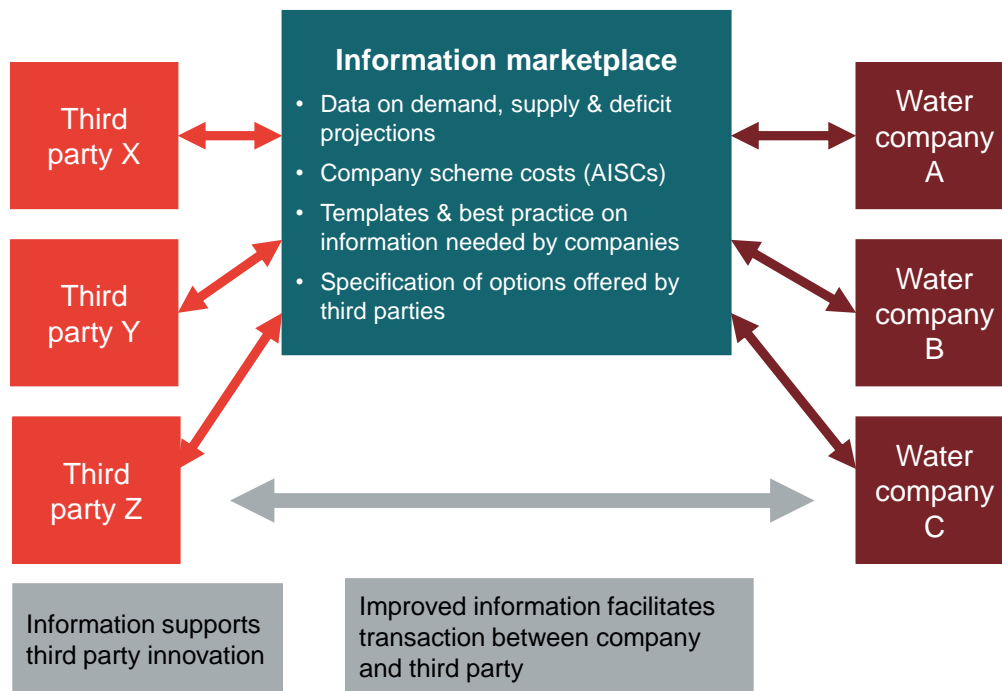 Information marketplace
• Data on demand, supply & deficit
projections
• Company scheme costs (AISCs)
• Templates & best practice on
information needed by companies
• Specification of options offered by
third parties
Third
party X
Third
party Y
Third
party Z
Water
company
A
Water
company
B
Water
company
C
Information supports
third party innovation
Improved information facilitates
transaction between company
and third party